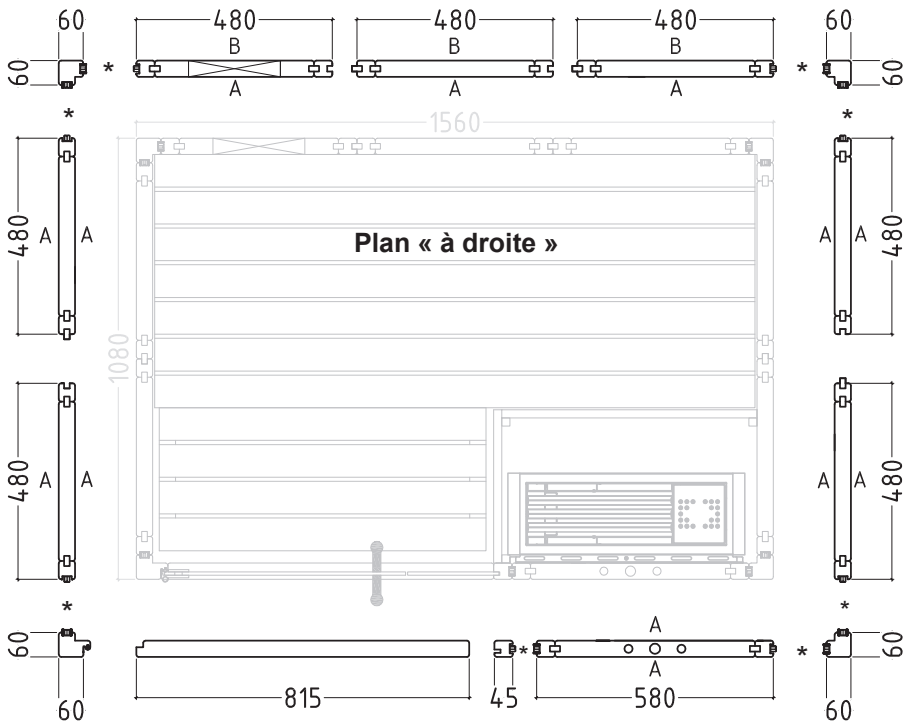 60 480 480 480 60
B B B
60 * A A A * 60
* *
1560
480 A A A A 480
Plan « à droite »
1080
480 A A A A 480
* *
60 A 60
* A *
60 815 45 580 60